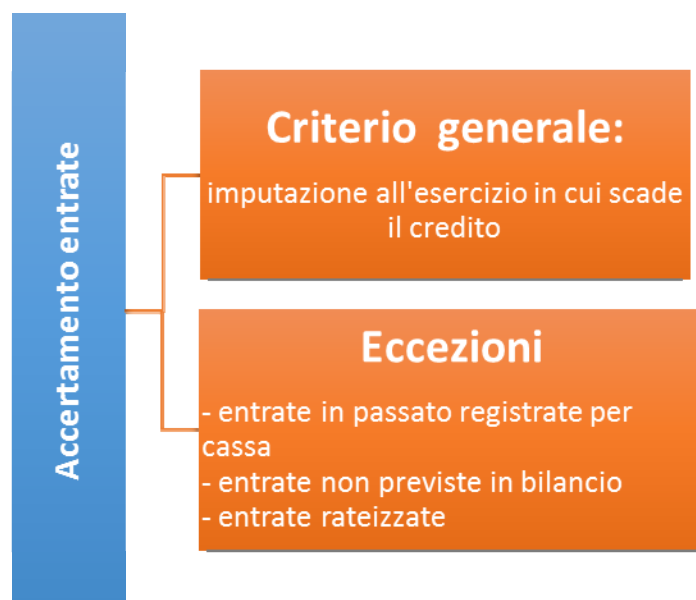 Accertamento entrate
Criterio generale:
imputazione all'esercizio in cui scade
il credito
Eccezioni
- entrate in passato registrate per
cassa
- entrate non previste in bilancio
- entrate rateizzate